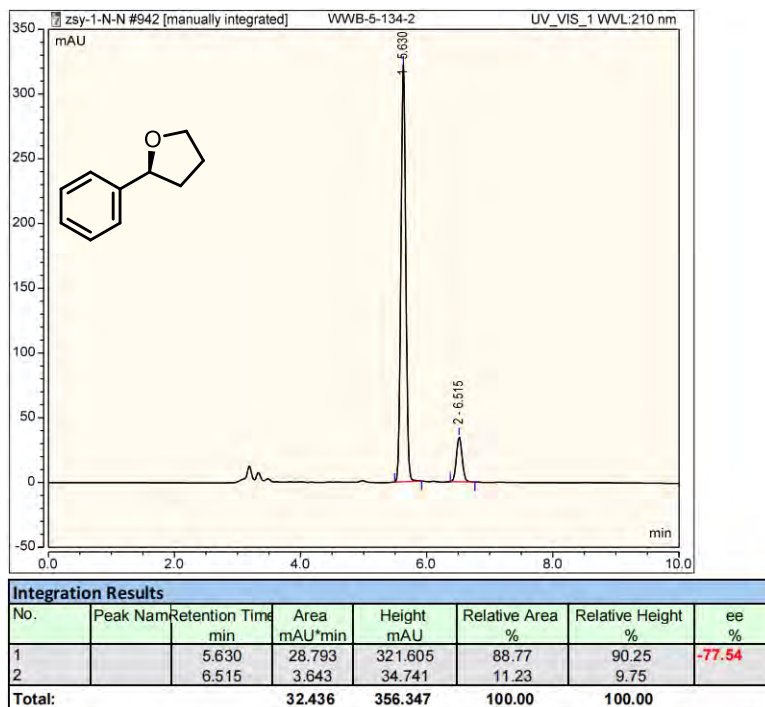 zsy-1-N-N #942 [manually integrated] WWB-5-134-2 UV_VIS_1 WVL:210 nm
350
mAU
1 - 5.630
300
250
O
200
150
100
50
2 - 6.515
0
min
-50
0.0 2.0 4.0 6.0 8.0 10.0
Integration Results
No. Peak Nam Retention Time Area Height Relative Area Relative Height ee
min mAU*min mAU % % %
1 5.630 28.793 321.605 88.77 90.25 -77.54
2 6.515 3.643 34.741 11.23 9.75
Total: 32.436 356.347 100.00 100.00